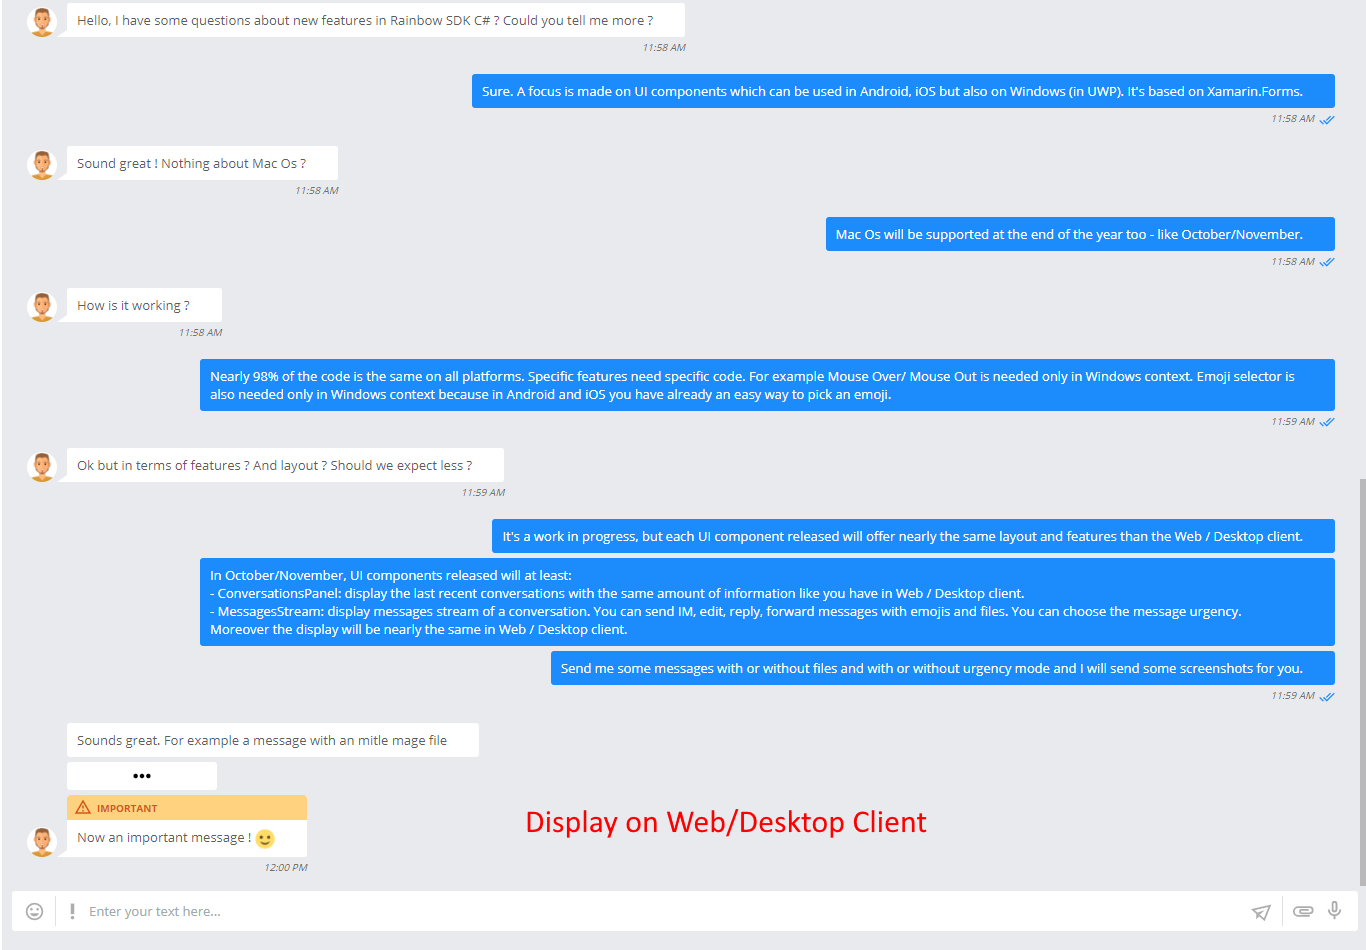 Hello, I have some questions about new features in Rainbow SDK C# ? Could you tell me more ?
11:58 AM
Sure. A focus is made on UI components which can be used in Android, iOS but also on Windows (in UWP). It's based on Xamarin.Forms.
11:58 AM
Sound great ! Nothing about Mac Os ?
11:58 AM
Mac Os will be supported at the end of the year too - like October/November.
11:58 AM
How is it working ?
11:58 AM
Nearly 98% of the code is the same on all platforms. Specific features need specific code. For example Mouse Over/ Mouse Out is needed only in Windows context. Emoji selector is
also needed only in Windows context because in Android and iOS you have already an easy way to pick an emoji.
11:59 AM
Ok but in terms of features ? And layout ? Should we expect less ?
11:59 AM
It's a work in progress, but each UI component released will offer nearly the same layout and features than the Web / Desktop client.
In October/November, UI components released will at least:
- ConversationsPanel: display the last recent conversations with the same amount of information like you have in Web / Desktop client.
- MessagesStream: display messages stream of a conversation. You can send IM, edit, reply, forward messages with emojis and files. You can choose the message urgency.
Moreover the display will be nearly the same in Web / Desktop client.
Send me some messages with or without files and with or without urgency mode and I will send some screenshots for you.
11:59 AM
Sounds great. For example a message with an mitle mage file
•••
IMPORTANT
Now an important message ! 🙂
12:00 PM
Display on Web/Desktop Client
Enter your text here...